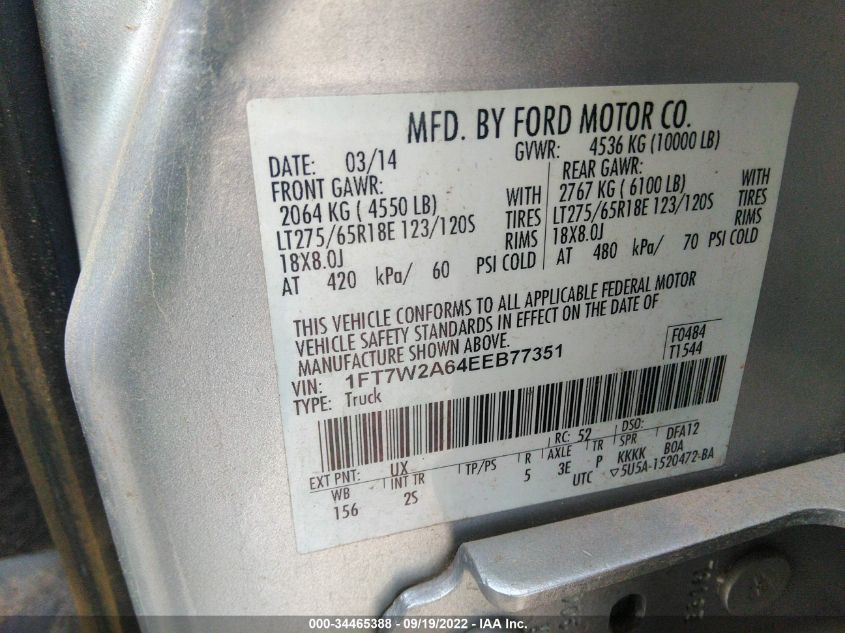 MFD. BY FORD MOTOR CO.
DATE: 03/14 GVWR: 4536 KG (10000 LB)
FRONT GAWR: REAR GAWR:
2064 KG ( 4550 LB) WITH 2767 KG ( 6100 LB) WITH
LT275/65R18E 123/120S TIRES LT275/65R18E 123/120S TIRES
18X8.0J RIMS 18X8.0J RIMS
AT 420 kPa/ 60 PSI COLD AT 480 kPa/ 70 PSI COLD
THIS VEHICLE CONFORMS TO ALL APPLICABLE FEDERAL MOTOR
VEHICLE SAFETY STANDARDS IN EFFECT ON THE DATE OF
MANUFACTURE SHOWN ABOVE.
VIN: 1FT7W2A64EEB77351 F0484
TYPE: Truck T1544
EXT PNT: UX RC: 52 DSO:
WB INT TR TP/PS R AXLE TR SPR DFA12
156 2S 5 3E P KKKK BOA
UTC ▽5U5A-1520472-BA
000-34465388 - 09/19/2022 - IAA Inc.